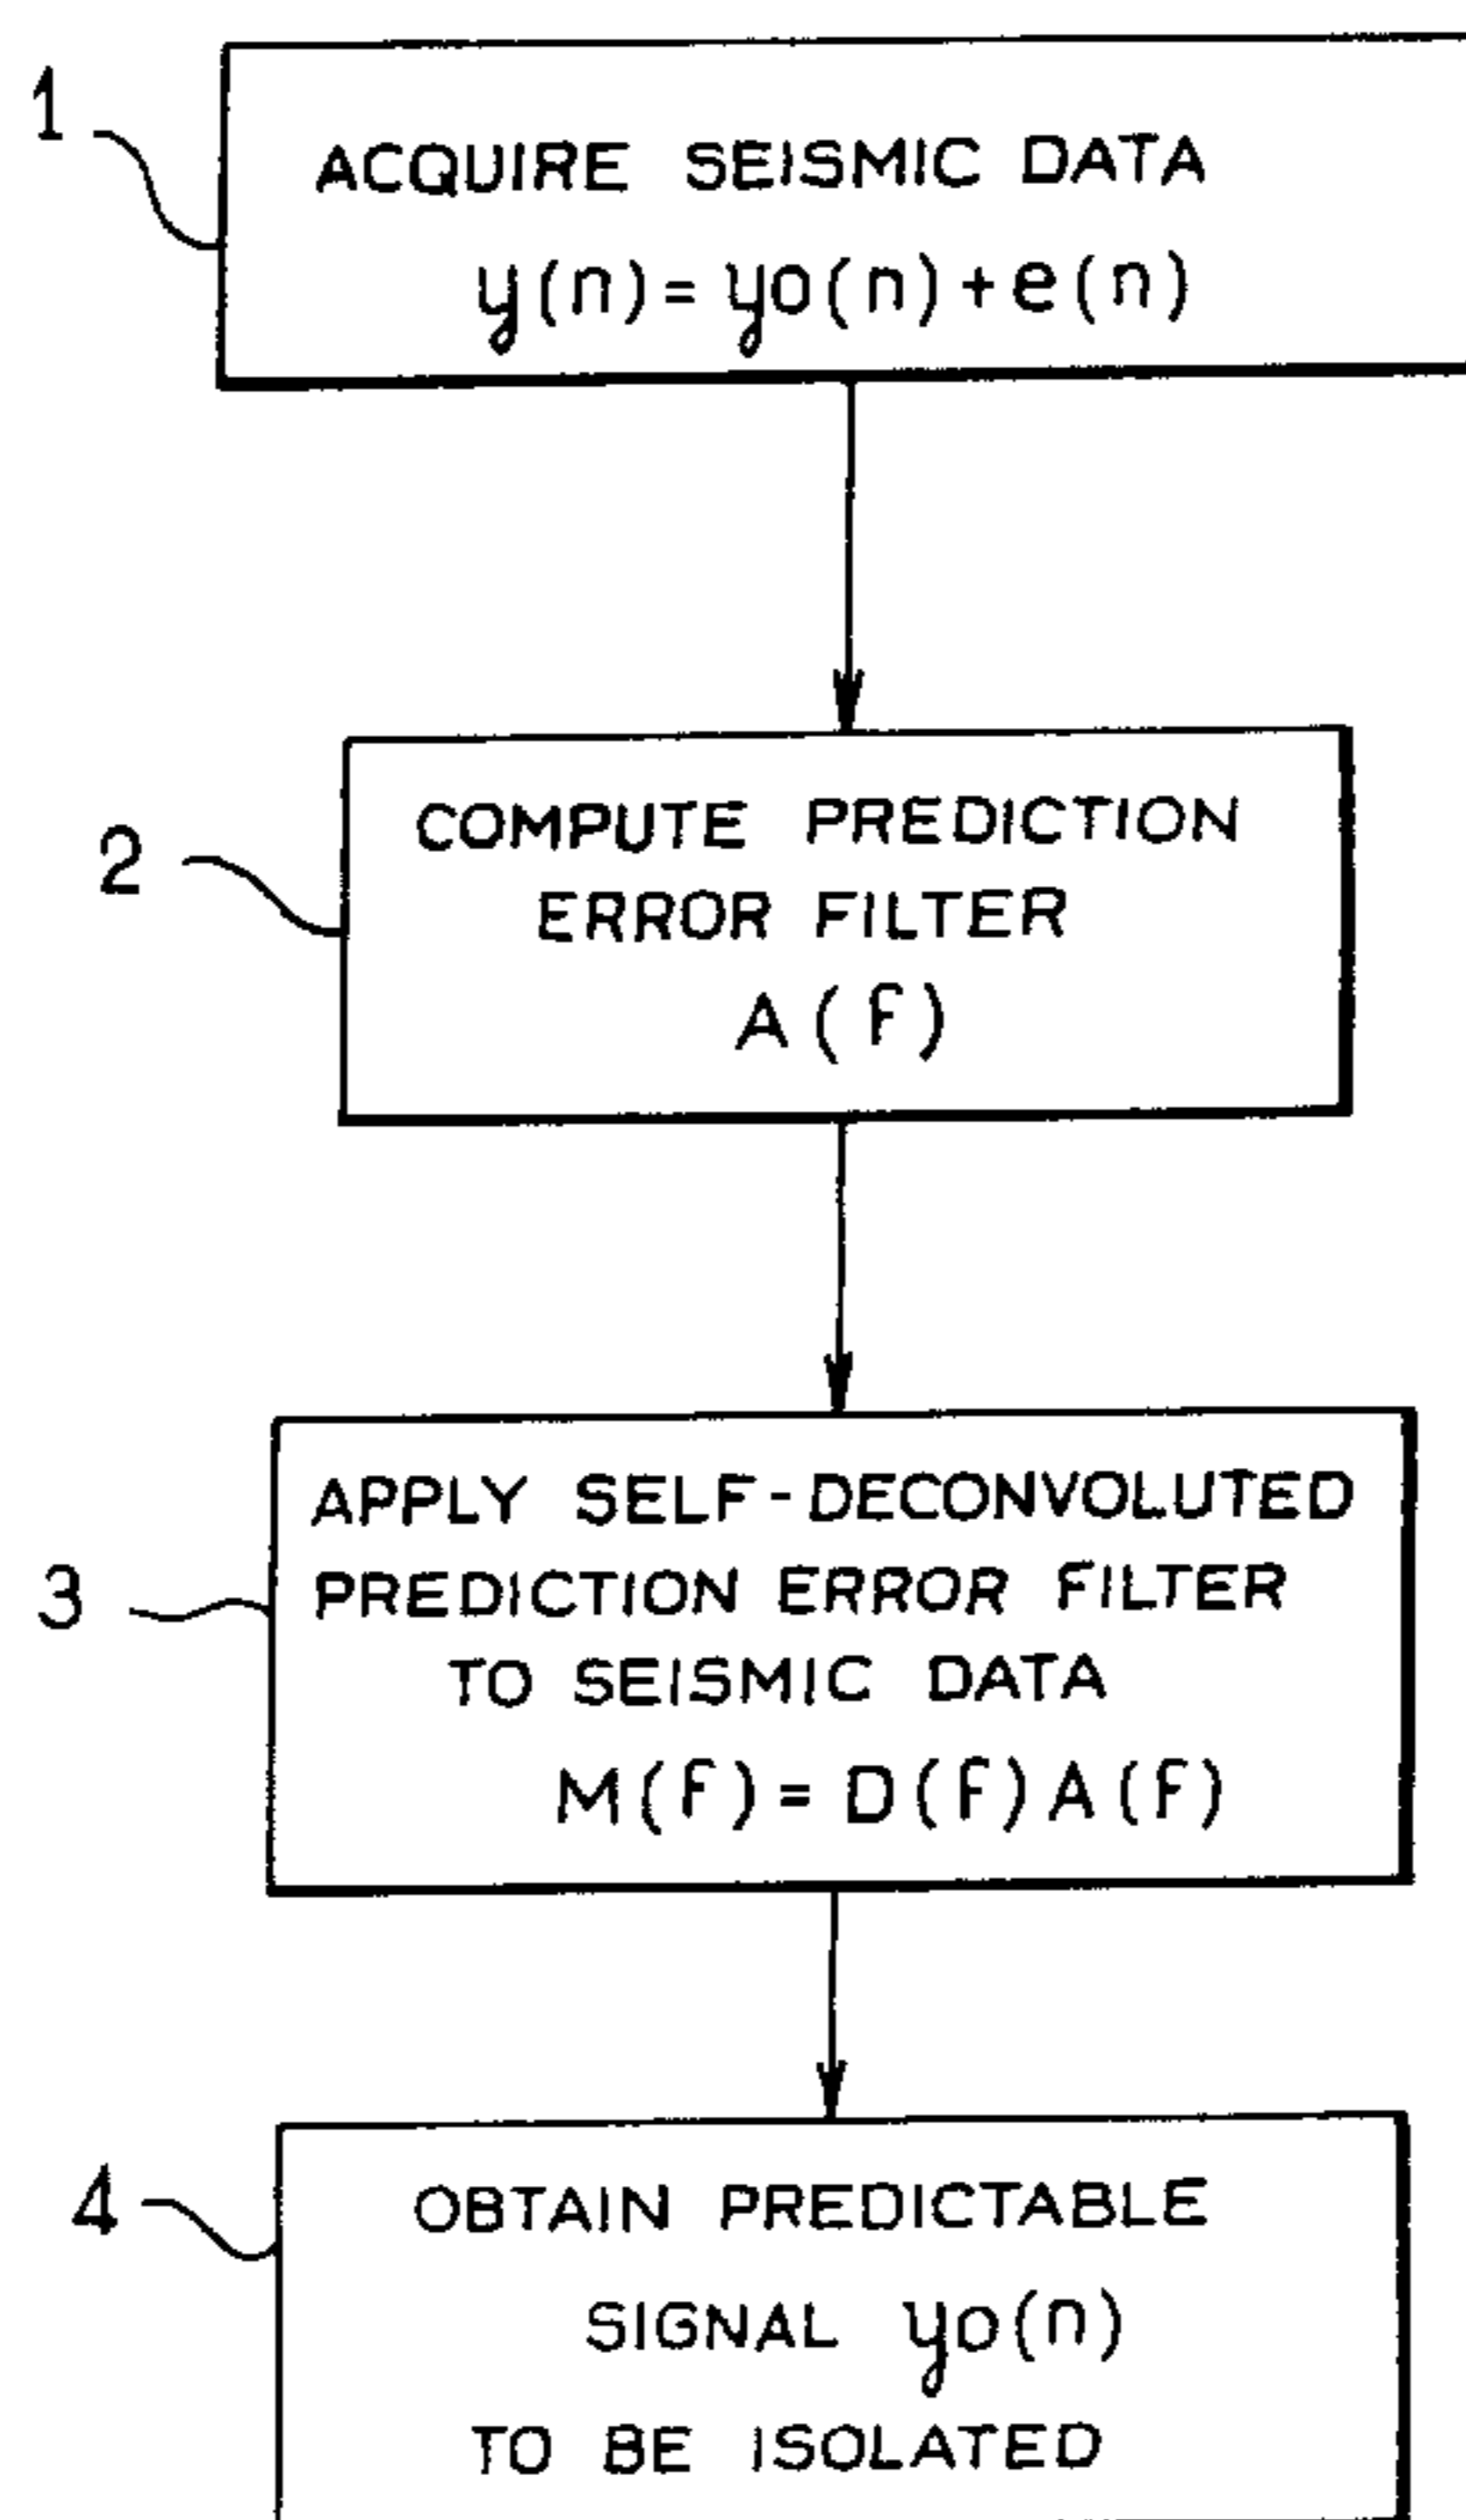 1
ACQUIRE SEISMIC DATA
y(n)= yo(n)+e(n)
2
COMPUTE PREDICTION
ERROR FILTER
A(f)
3
APPLY SELF-DECONVOLUTED
PREDICTION ERROR FILTER
TO SEISMIC DATA
M(f)= D(f)A(f)
4
OBTAIN PREDICTABLE
SIGNAL yo(n)
TO BE ISOLATED